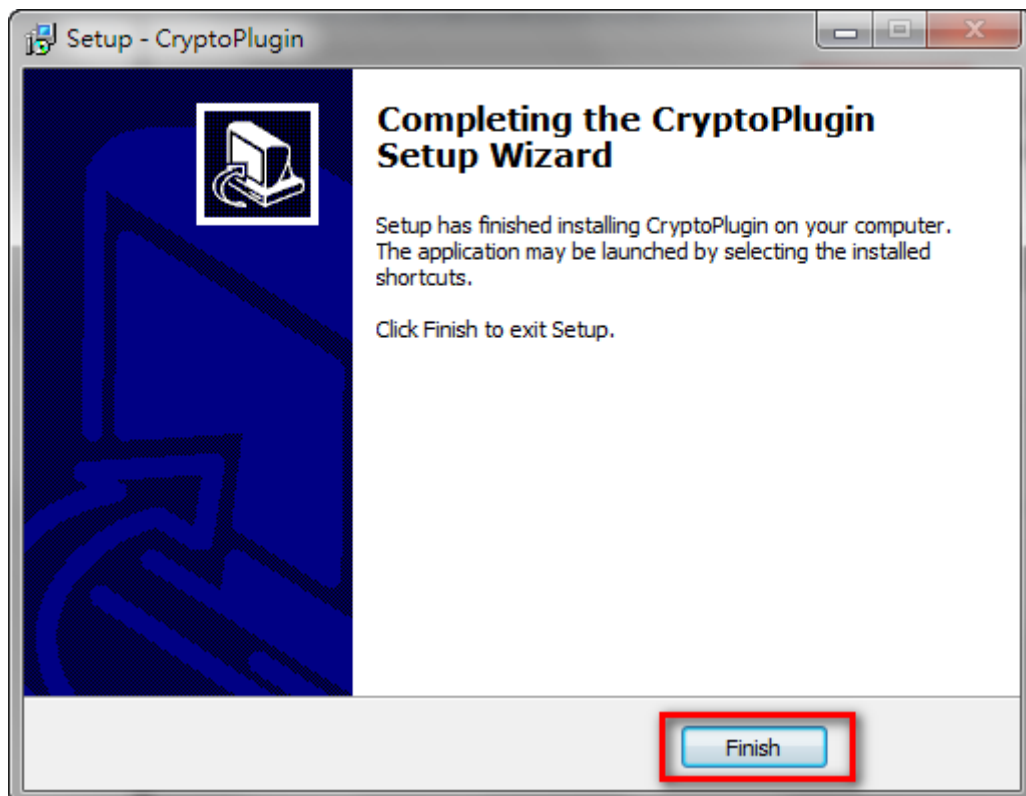 Setup - CryptoPlugin
Completing the CryptoPlugin
Setup Wizard
Setup has finished installing CryptoPlugin on your computer.
The application may be launched by selecting the installed
shortcuts.
Click Finish to exit Setup.
Finish